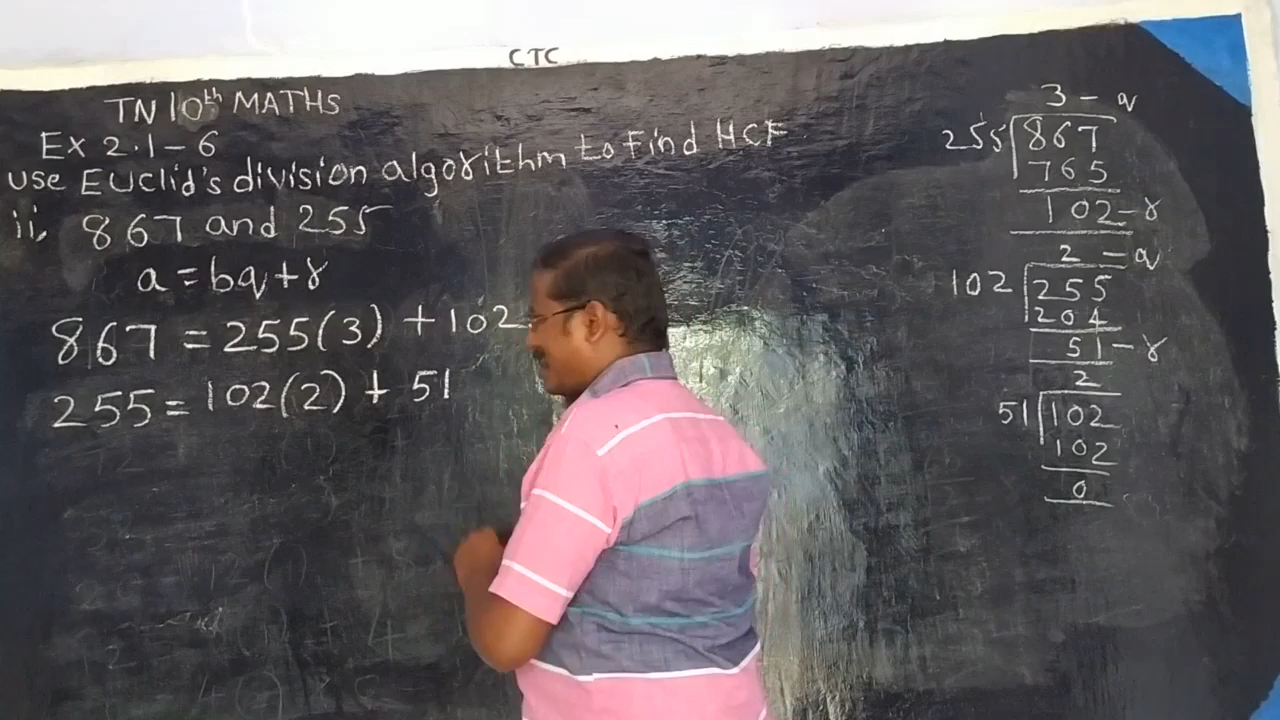 CTC
TN 10th MATHS
Ex 2.1-6
use Euclid's division algorithm to Find HCF
ii, 867 and 255
a = bq + r
867 = 255(3) + 102
255 = 102(2) + 51
3 - q
255 867
765
102 - r
2 - q
102 255
204
51 - r
2
51 102
102
0